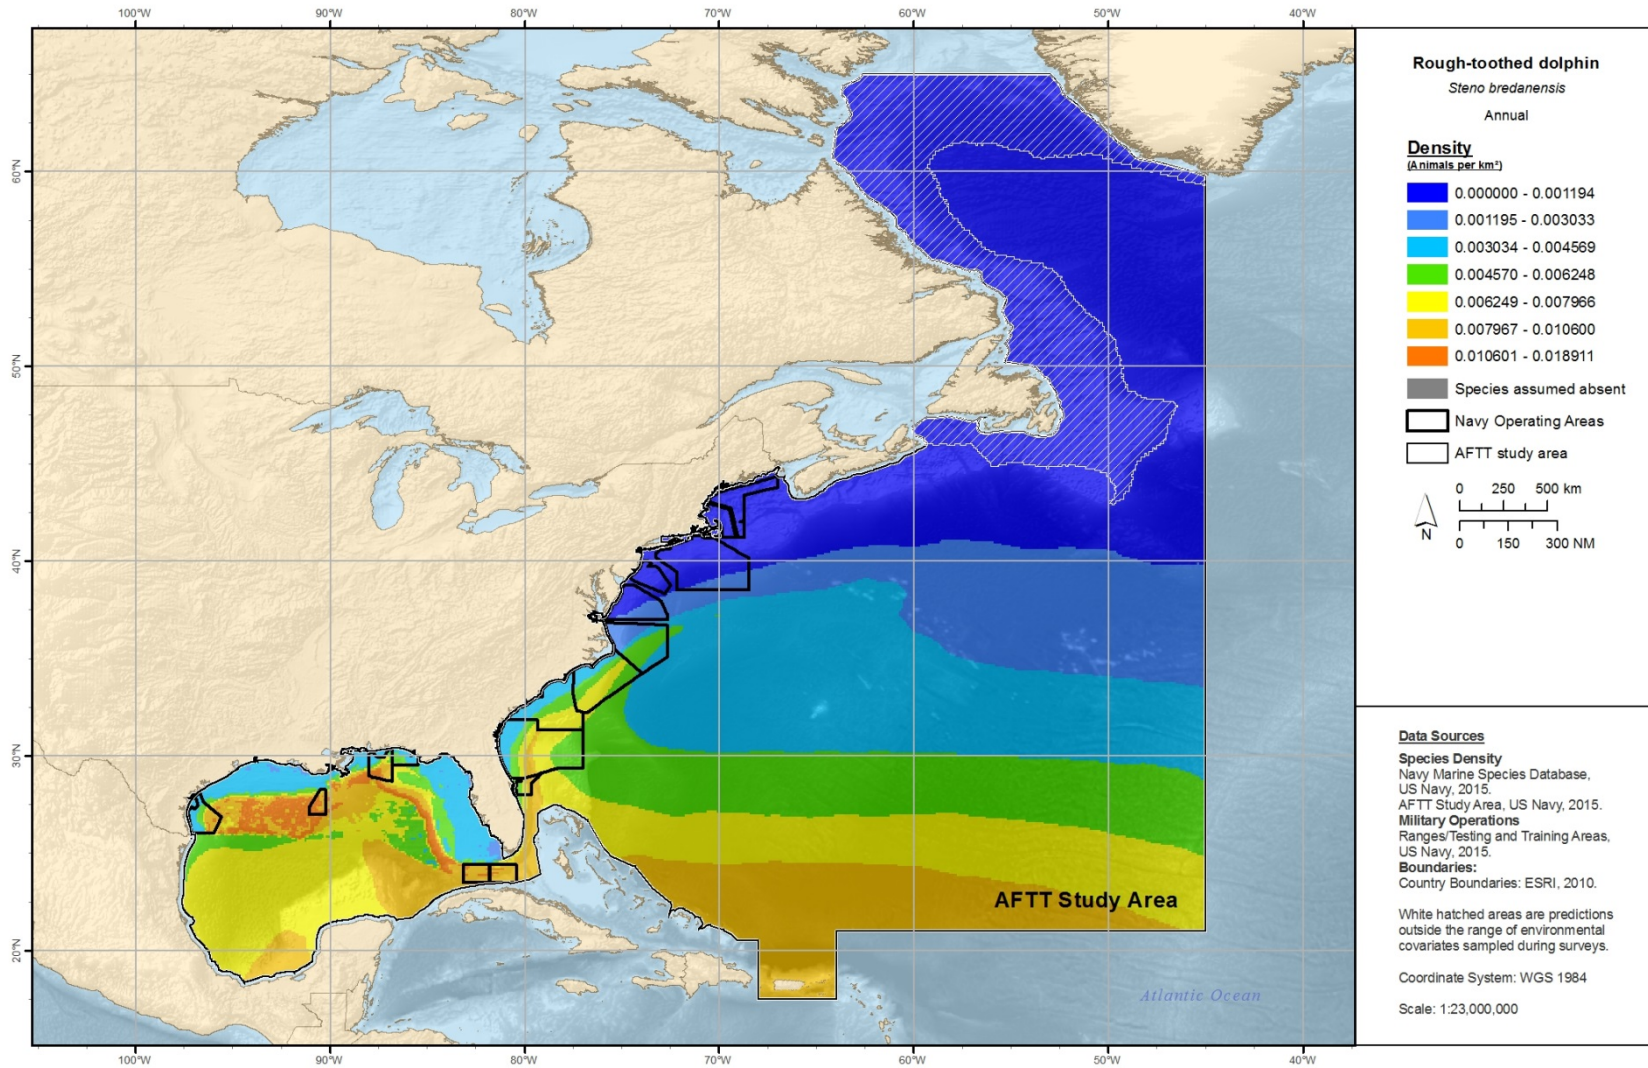 100°W 90°W 80°W 70°W 60°W 50°W 40°W
60°N
50°N
40°N
30°N
20°N
AFTT Study Area
Atlantic Ocean
100°W 90°W 80°W 70°W 60°W 50°W 40°W
Rough-toothed dolphin
Steno bredanensis
Annual
Density
(Animals per km²)
0.000000 - 0.001194
0.001195 - 0.003033
0.003034 - 0.004569
0.004570 - 0.006248
0.006249 - 0.007966
0.007967 - 0.010600
0.010601 - 0.018911
Species assumed absent
Navy Operating Areas
AFTT study area
0 250 500 km
0 150 300 NM
N
Data Sources
Species Density
Navy Marine Species Database,
US Navy, 2015.
AFTT Study Area, US Navy, 2015.
Military Operations
Ranges/Testing and Training Areas,
US Navy, 2015.
Boundaries:
Country Boundaries: ESRI, 2010.
White hatched areas are predictions
outside the range of environmental
covariates sampled during surveys.
Coordinate System: WGS 1984
Scale: 1:23,000,000